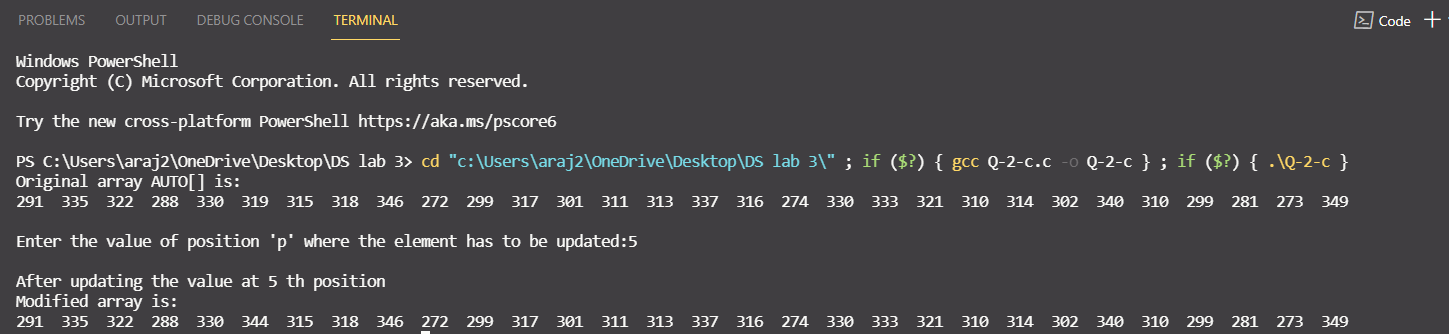 PROBLEMS OUTPUT DEBUG CONSOLE TERMINAL Code
Windows PowerShell
Copyright (C) Microsoft Corporation. All rights reserved.
Try the new cross-platform PowerShell https://aka.ms/pscore6
PS C:\Users\araj2\OneDrive\Desktop\DS lab 3> cd "c:\Users\araj2\OneDrive\Desktop\DS lab 3\" ; if ($?) { gcc Q-2-c.c -o Q-2-c } ; if ($?) { .\Q-2-c }
Original array AUTO[] is:
291 335 322 288 330 319 315 318 346 272 299 317 301 311 313 337 316 274 330 333 321 310 314 302 340 310 299 281 273 349
Enter the value of position 'p' where the element has to be updated:5
After updating the value at 5 th position
Modified array is:
291 335 322 288 330 344 315 318 346 272 299 317 301 311 313 337 316 274 330 333 321 310 314 302 340 310 299 281 273 349